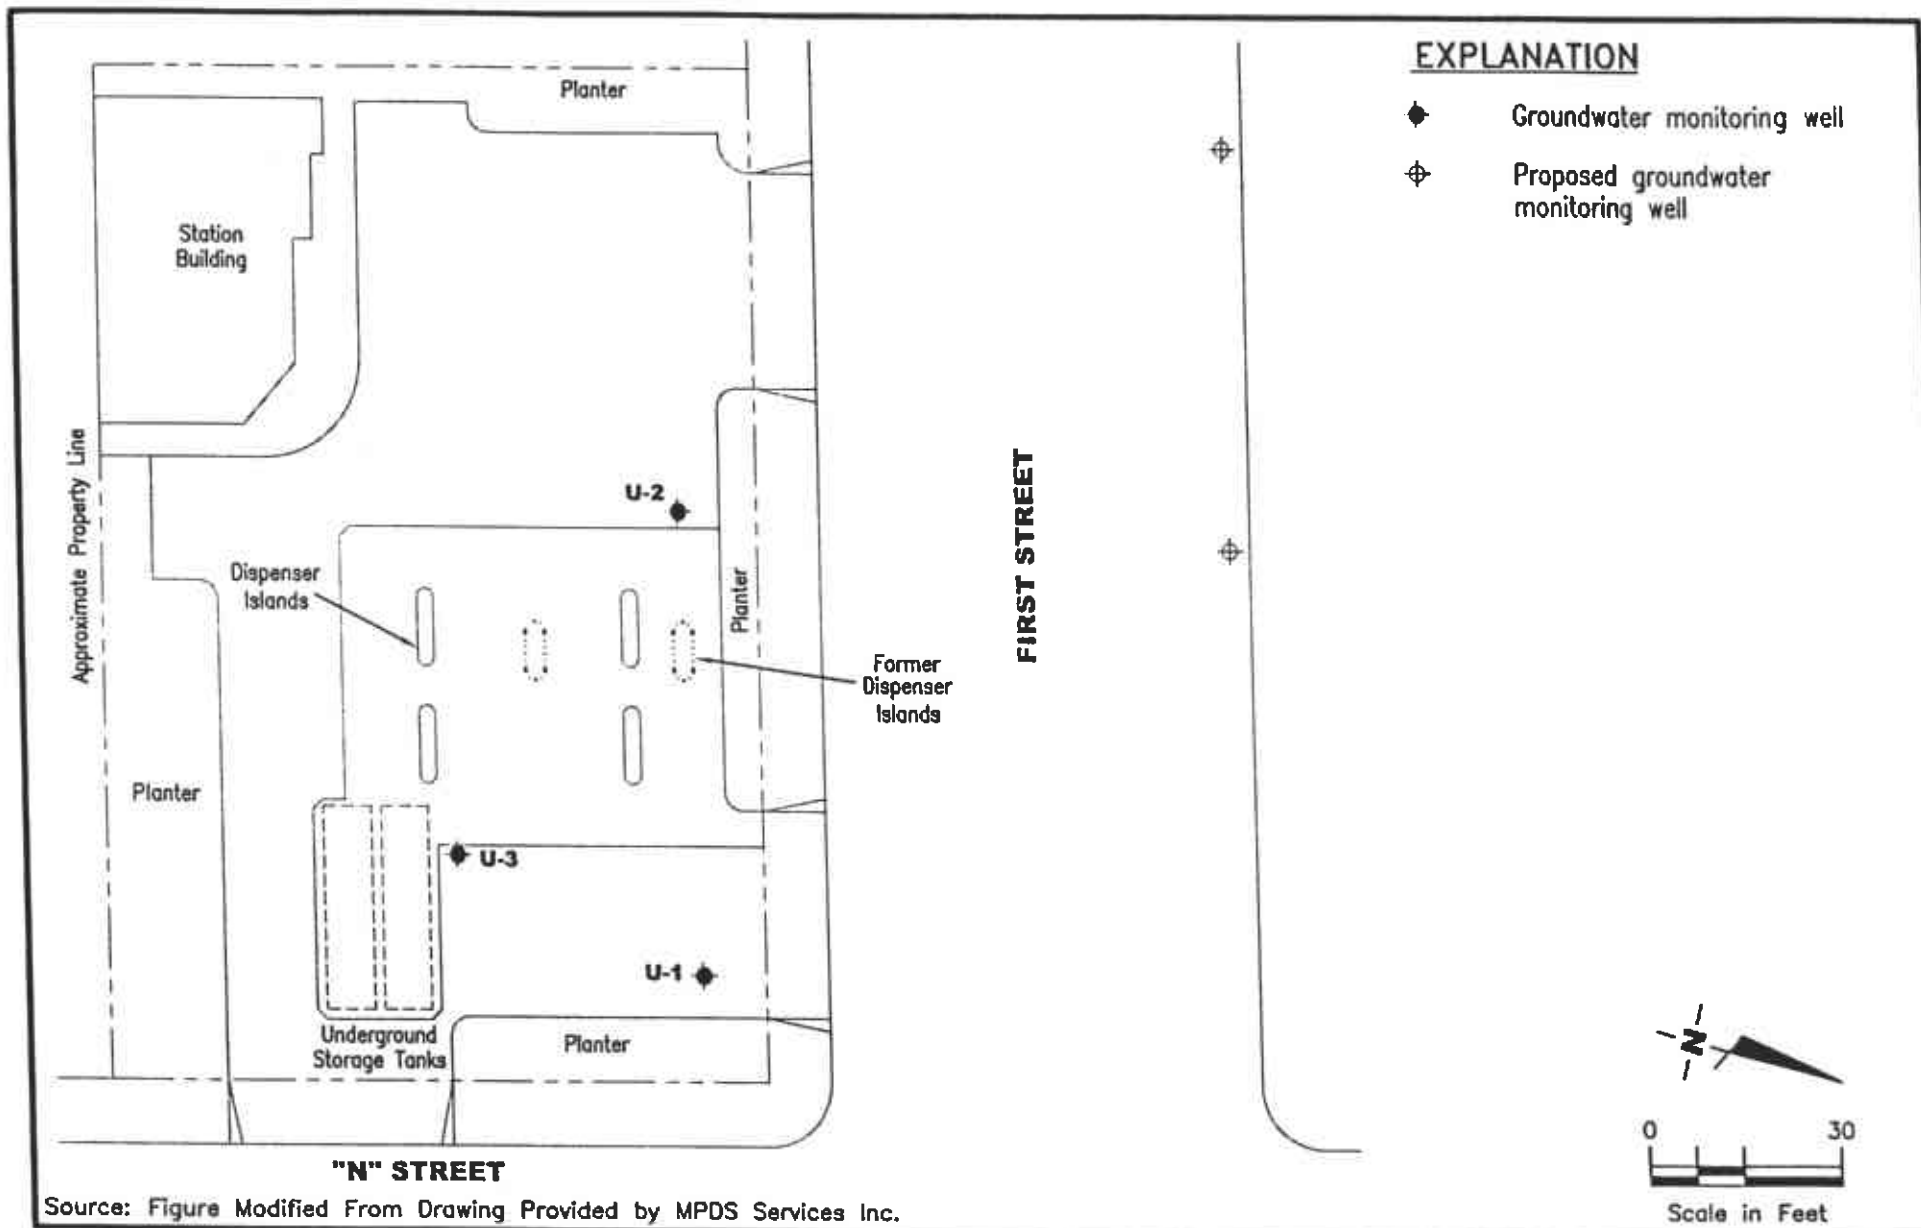 EXPLANATION
Groundwater monitoring well
Proposed groundwater
monitoring well
Planter
Station
Building
Approximate Property Line
U-2
Dispenser
Islands
Planter
FIRST STREET
Former
Dispenser
Islands
Planter
U-3
U-1
Underground
Storage Tanks
Planter
N
0 30
Scale in Feet
"N" STREET
Source: Figure Modified From Drawing Provided by MPDS Services Inc.